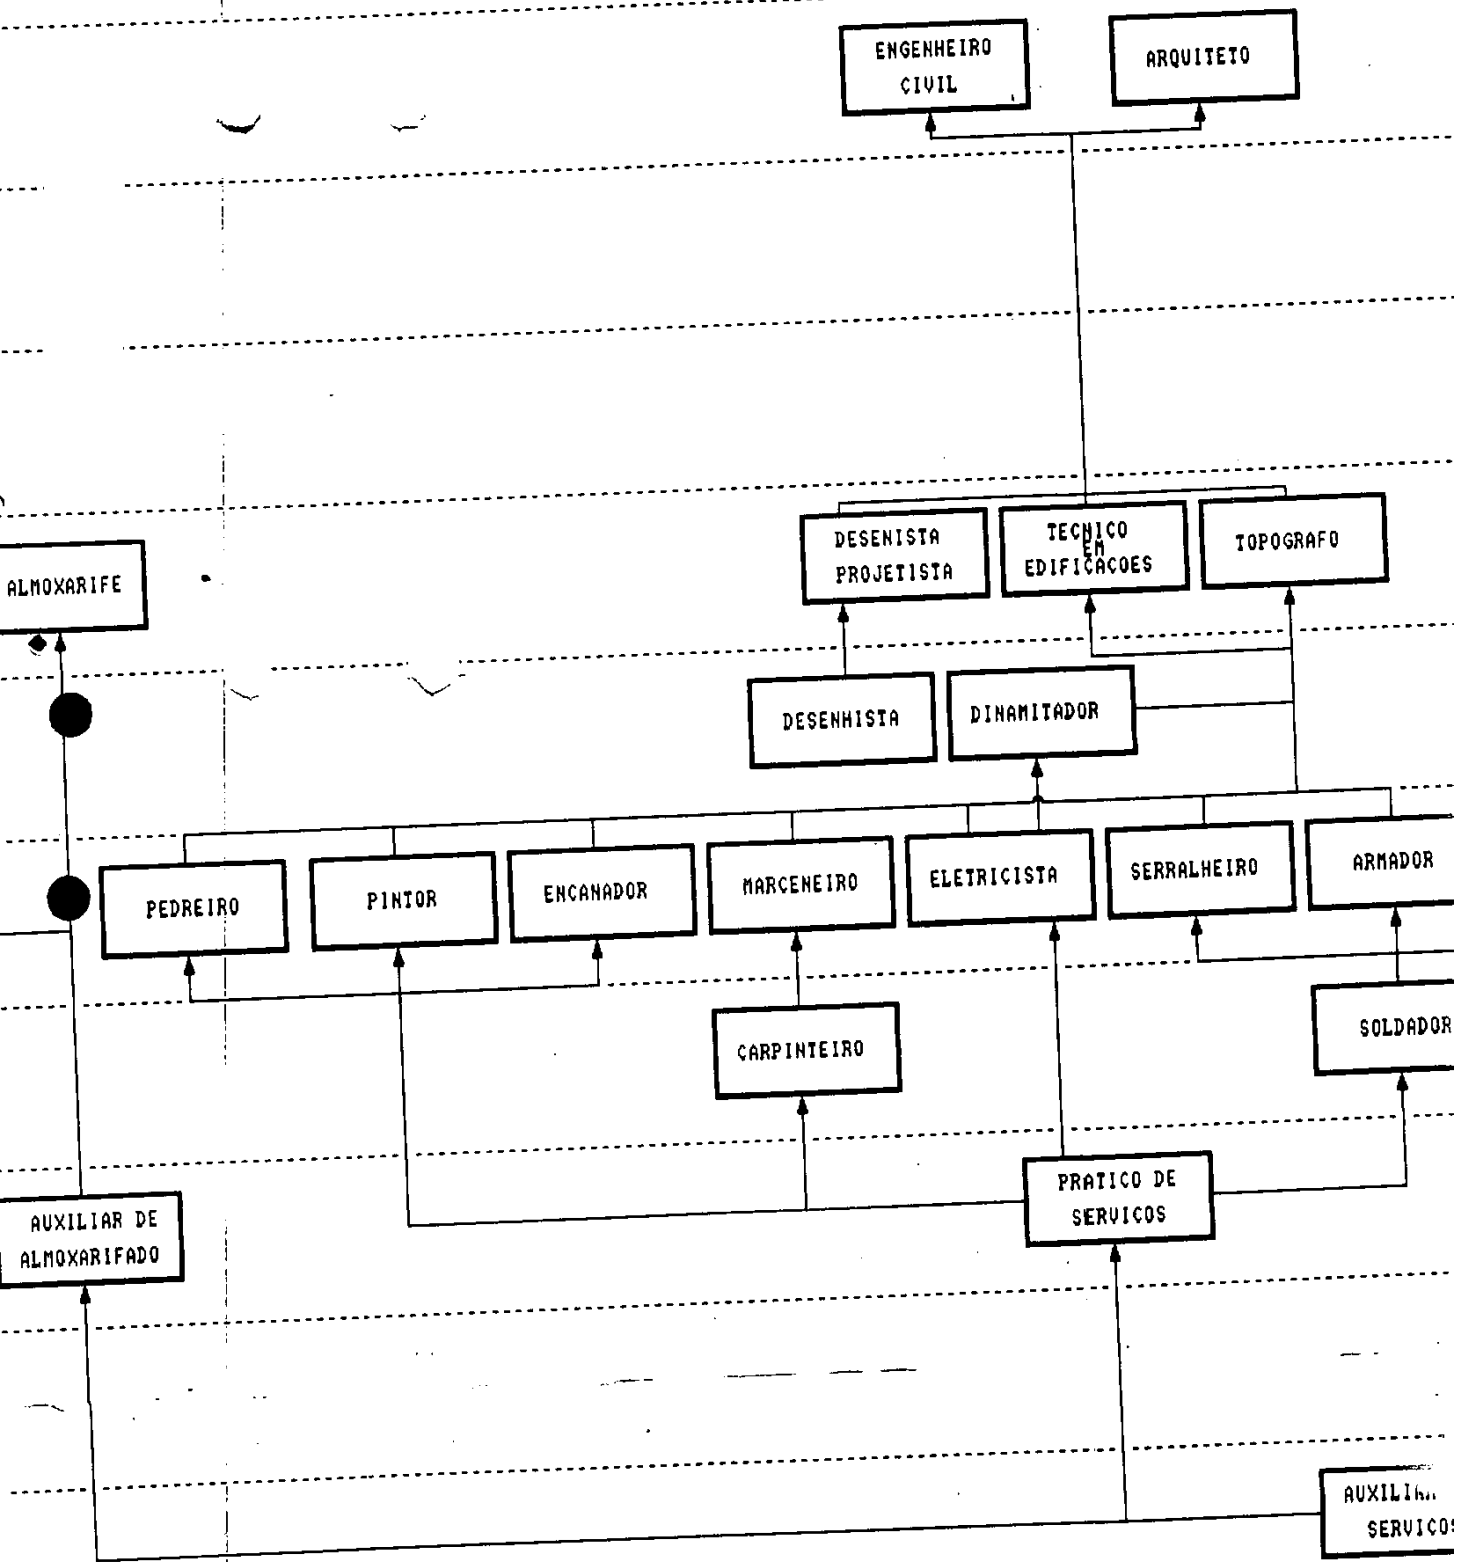 ENGENHEIRO
CIVIL
ARQUITETO
DESENISTA
PROJETISTA
TECNICO
EM
EDIFICACOES
TOPOGRAFO
ALMOXARIFE
DESENHISTA
DINAMITADOR
PEDREIRO
PINTOR
ENCANADOR
MARCENEIRO
ELETRICISTA
SERRALHEIRO
ARMADOR
CARPINTEIRO
SOLDADOR
PRATICO DE
SERVICOS
AUXILIAR DE
ALMOXARIFADO